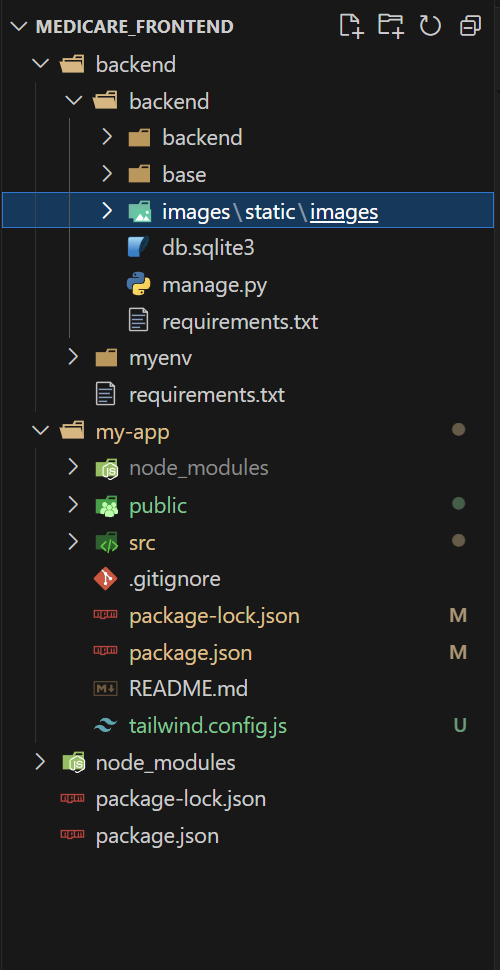 MEDICARE_FRONTEND
backend
backend
backend
base
images\static\images
db.sqlite3
manage.py
requirements.txt
myenv
requirements.txt
my-app
node_modules
public
src
.gitignore
package-lock.json M
package.json M
README.md
tailwind.config.js U
node_modules
package-lock.json
package.json